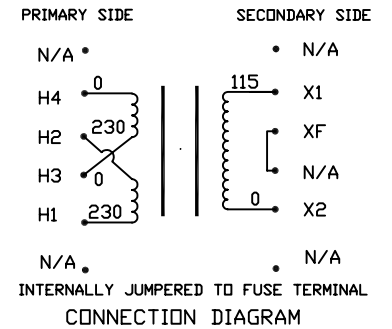 PRIMARY SIDE SECONDARY SIDE
N/A N/A
H4 0 115 X1
H2 230 XF
H3 0 N/A
H1 230 0 X2
N/A N/A
INTERNALLY JUMPERED TO FUSE TERMINAL
CONNECTION DIAGRAM